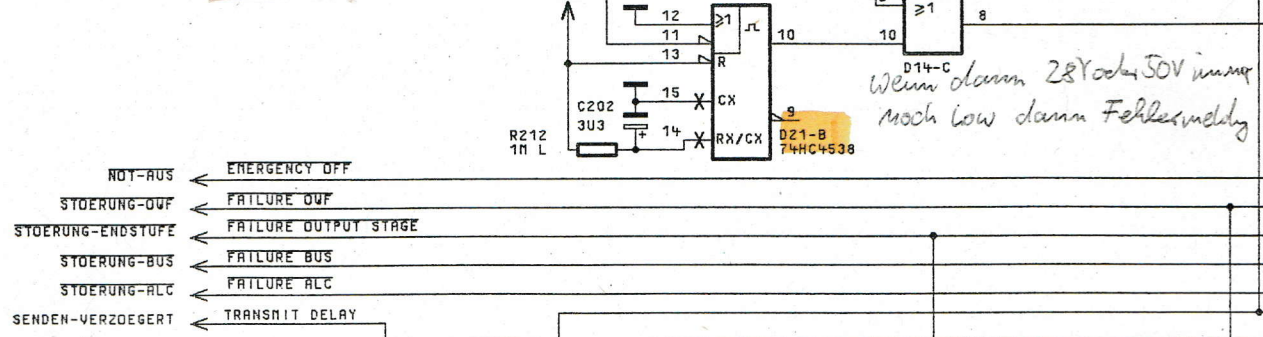 12 ≥1
11
13 R
10
10
≥1
8
D14-C
Wenn dann 28V oder 50V immer
noch Low dann Fehlermeldg
15 CX
C202
3U3
14 RX/CX
+
R212
1M L
9
D21-B
74HC4538
NOT-AUS EMERGENCY OFF
STOERUNG-OWF FAILURE OWF
STOERUNG-ENDSTUFE FAILURE OUTPUT STAGE
STOERUNG-BUS FAILURE BUS
STOERUNG-ALC FAILURE ALC
SENDEN-VERZOEGERT TRANSMIT DELAY